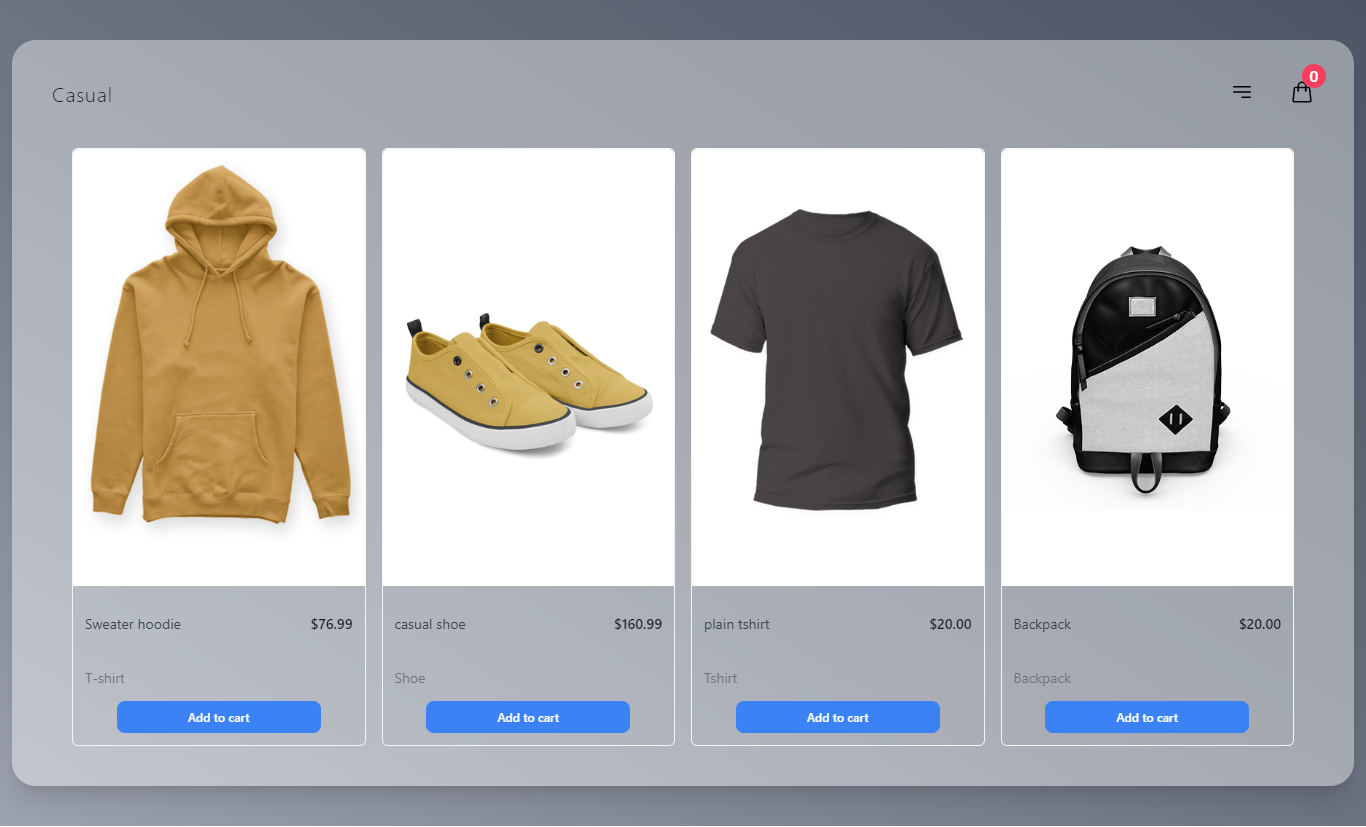 Casual
0
Sweater hoodie $76.99
T-shirt
Add to cart
casual shoe $160.99
Shoe
Add to cart
plain tshirt $20.00
Tshirt
Add to cart
Backpack $20.00
Backpack
Add to cart